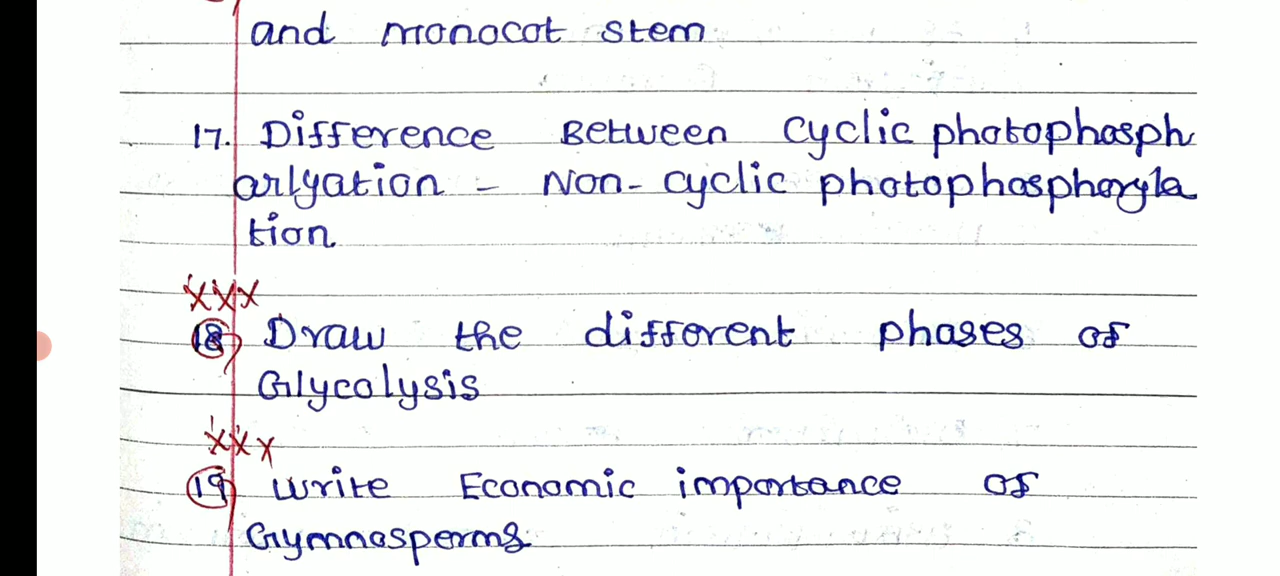 and monocot stem
17. Difference Between cyclic photophosph
orlyation - Non-cyclic photophosphoryla
tion.
XXX
18) Draw the different phases of
Glycolysis
XXX
19) Write Economic importance of
Gymnosperms